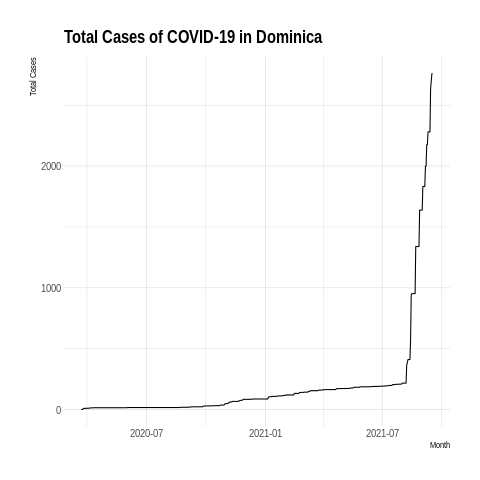 Total Cases of COVID-19 in Dominica
Total Cases
2000
1000
0
2020-07
2021-01
2021-07
Month